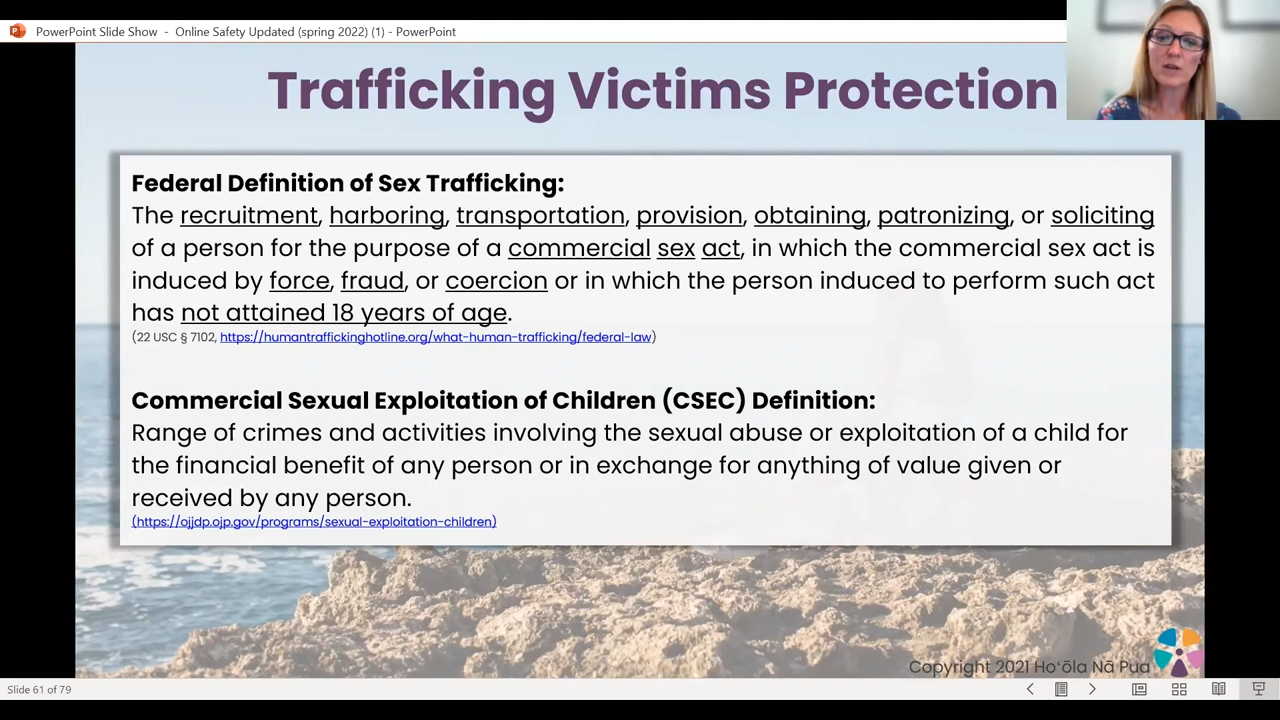 PowerPoint Slide Show - Online Safety Updated (spring 2022) (1) - PowerPoint
Trafficking Victims Protection
Federal Definition of Sex Trafficking:
The recruitment, harboring, transportation, provision, obtaining, patronizing, or soliciting
of a person for the purpose of a commercial sex act, in which the commercial sex act is
induced by force, fraud, or coercion or in which the person induced to perform such act
has not attained 18 years of age.
(22 USC § 7102, https://humantraffickinghotline.org/what-human-trafficking/federal-law)
Commercial Sexual Exploitation of Children (CSEC) Definition:
Range of crimes and activities involving the sexual abuse or exploitation of a child for
the financial benefit of any person or in exchange for anything of value given or
received by any person.
(https://ojjdp.ojp.gov/programs/sexual-exploitation-children)
Copyright 2021 Hoʻōla Nā Pua
Slide 61 of 79